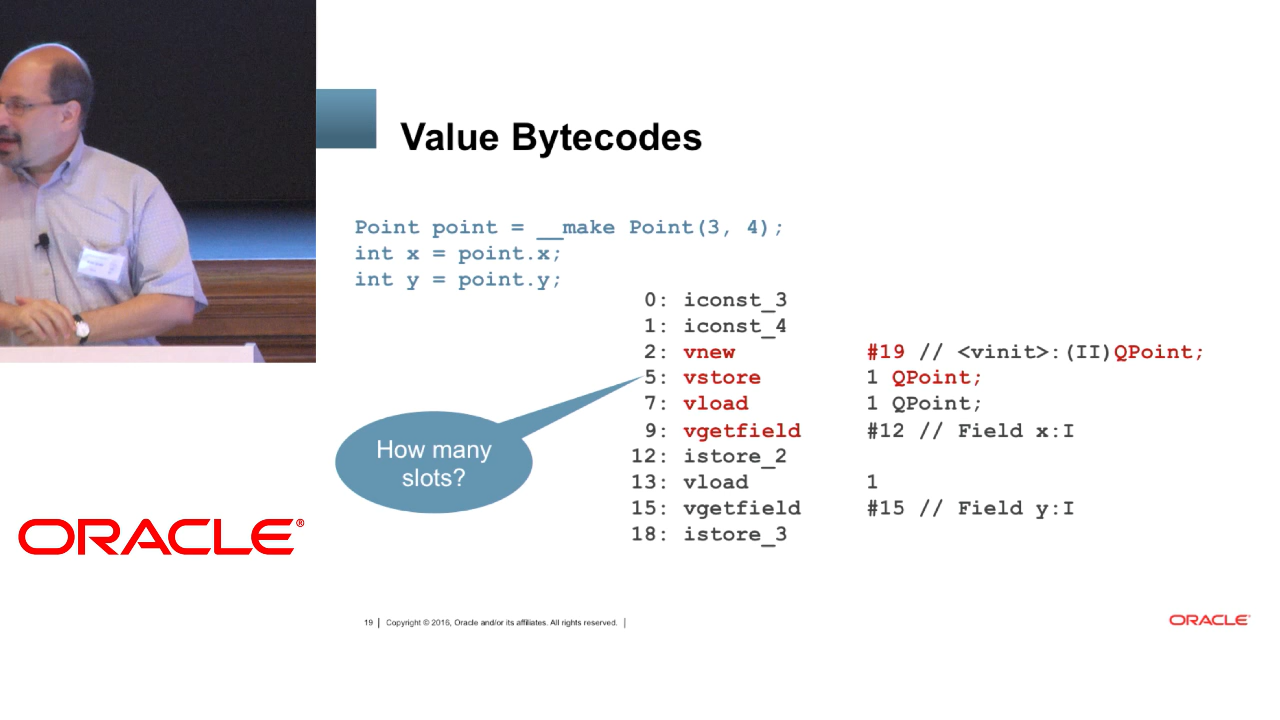 Value Bytecodes
Point point = __make Point(3, 4);
int x = point.x;
int y = point.y;
0: iconst_3
1: iconst_4
2: vnew #19 // <vinit>:(II)QPoint;
5: vstore 1 QPoint;
7: vload 1 QPoint;
9: vgetfield #12 // Field x:I
12: istore_2
13: vload 1
15: vgetfield #15 // Field y:I
18: istore_3
How many
slots?
ORACLE®
19 | Copyright © 2016, Oracle and/or its affiliates. All rights reserved. |
ORACLE®